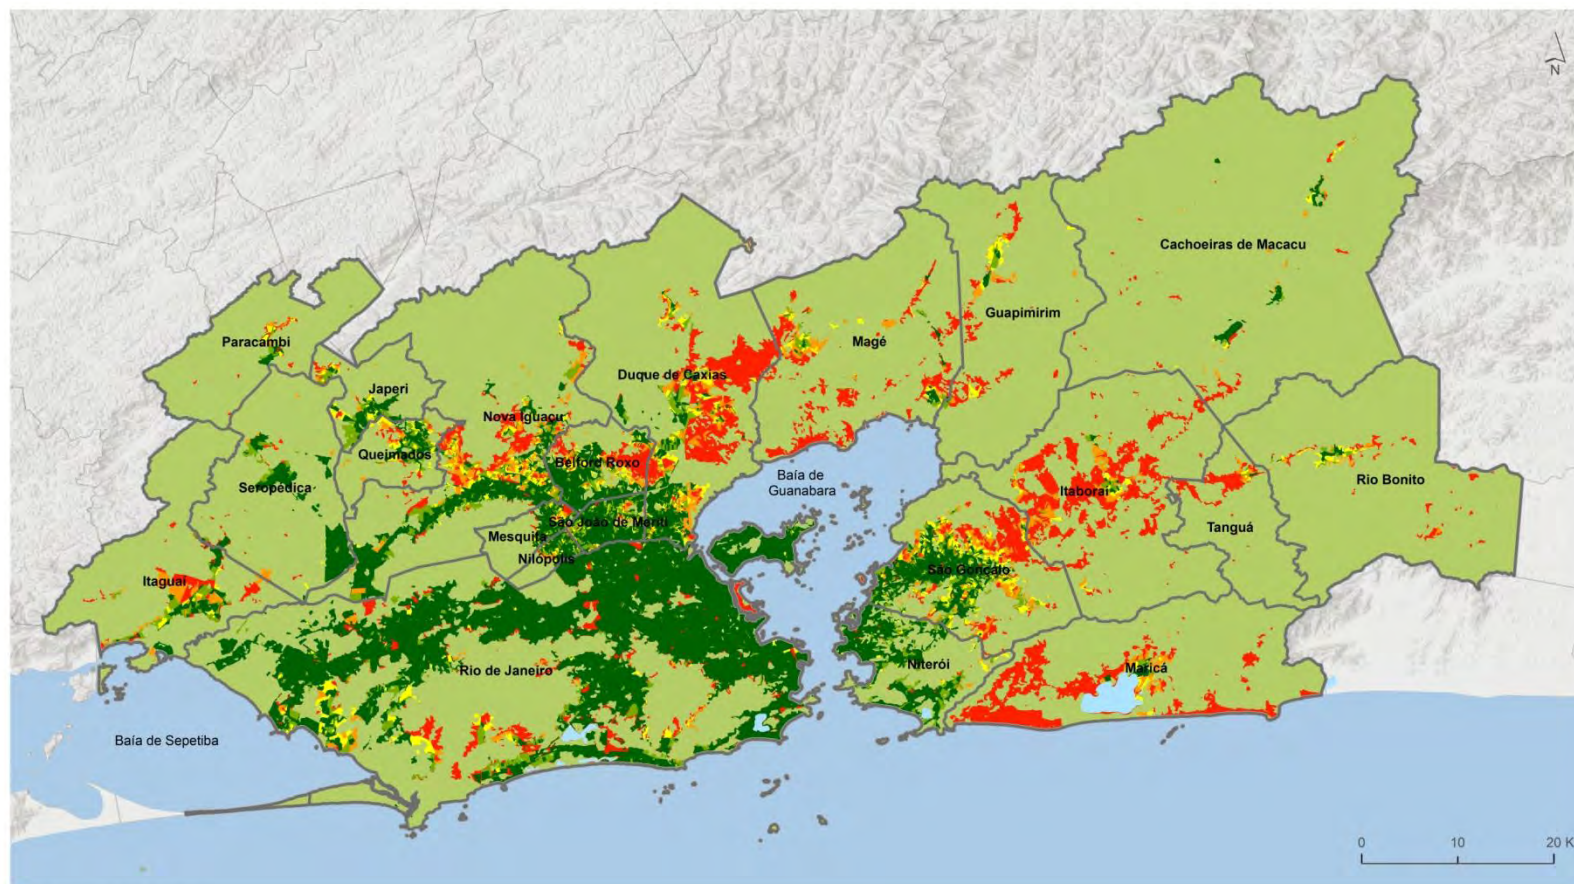 N
Cachoeiras de Macacu
Guapimirim
Paracambi
Magé
Duque de Caxias
Japeri
Nova Iguaçu
Queimados
Belford Roxo
Baía de
Guanabara
Seropédica
Itaboraí
Rio Bonito
São João de Meriti
Tanguá
Mesquita
Nilópolis
São Gonçalo
Itaguaí
Rio de Janeiro
Niterói
Maricá
Baía de Sepetiba
0 10 20 K